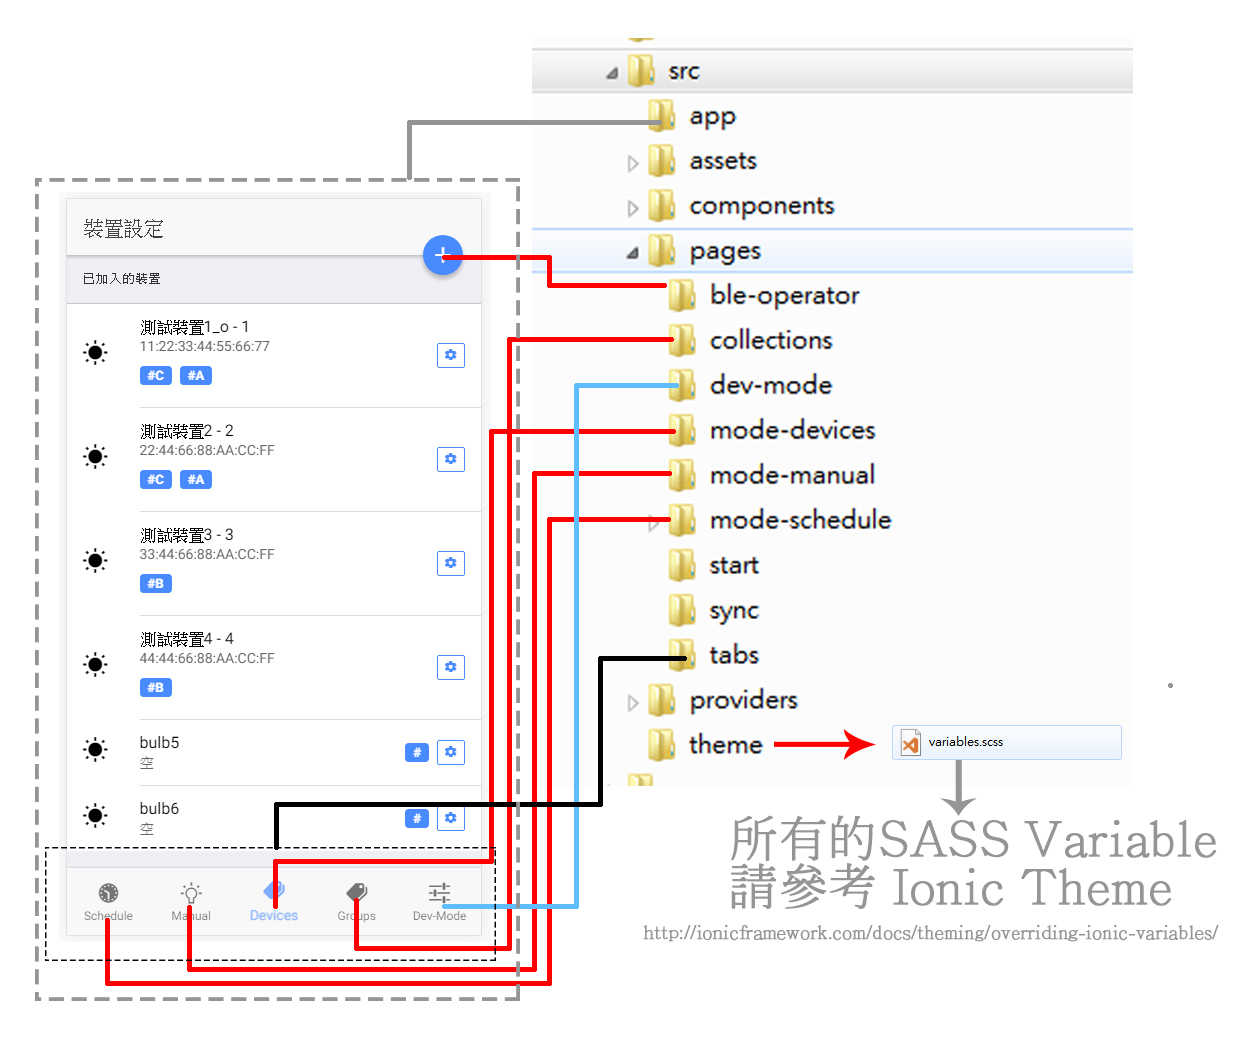 裝置設定
已加入的裝置
測試裝置1_o - 1
11:22:33:44:55:66:77
#C #A
測試裝置2 - 2
22:44:66:88:AA:CC:FF
#C #A
測試裝置3 - 3
33:44:66:88:AA:CC:FF
#B
測試裝置4 - 4
44:44:66:88:AA:CC:FF
#B
bulb5
空
#
bulb6
空
#
Schedule
Manual
Devices
Groups
Dev-Mode
src
app
assets
components
pages
ble-operator
collections
dev-mode
mode-devices
mode-manual
mode-schedule
start
sync
tabs
providers
theme
variables.scss
所有的SASS Variable
請參考 Ionic Theme
http://ionicframework.com/docs/theming/overriding-ionic-variables/